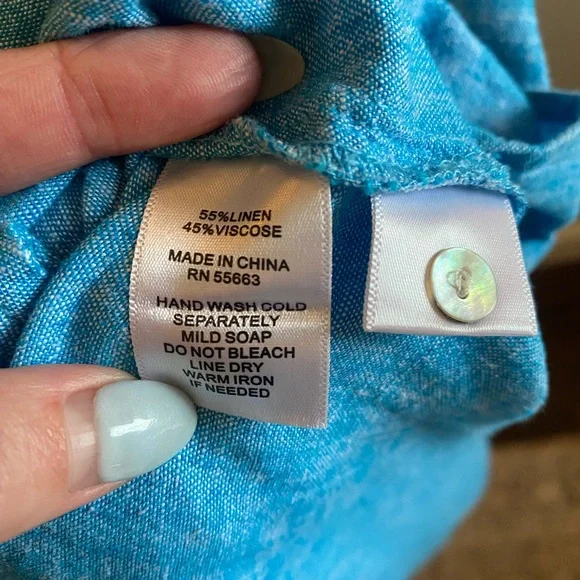 55%LINEN
45%VISCOSE
MADE IN CHINA
RN 55663
HAND WASH COLD
SEPARATELY
MILD SOAP
DO NOT BLEACH
LINE DRY
WARM IRON
IF NEEDED